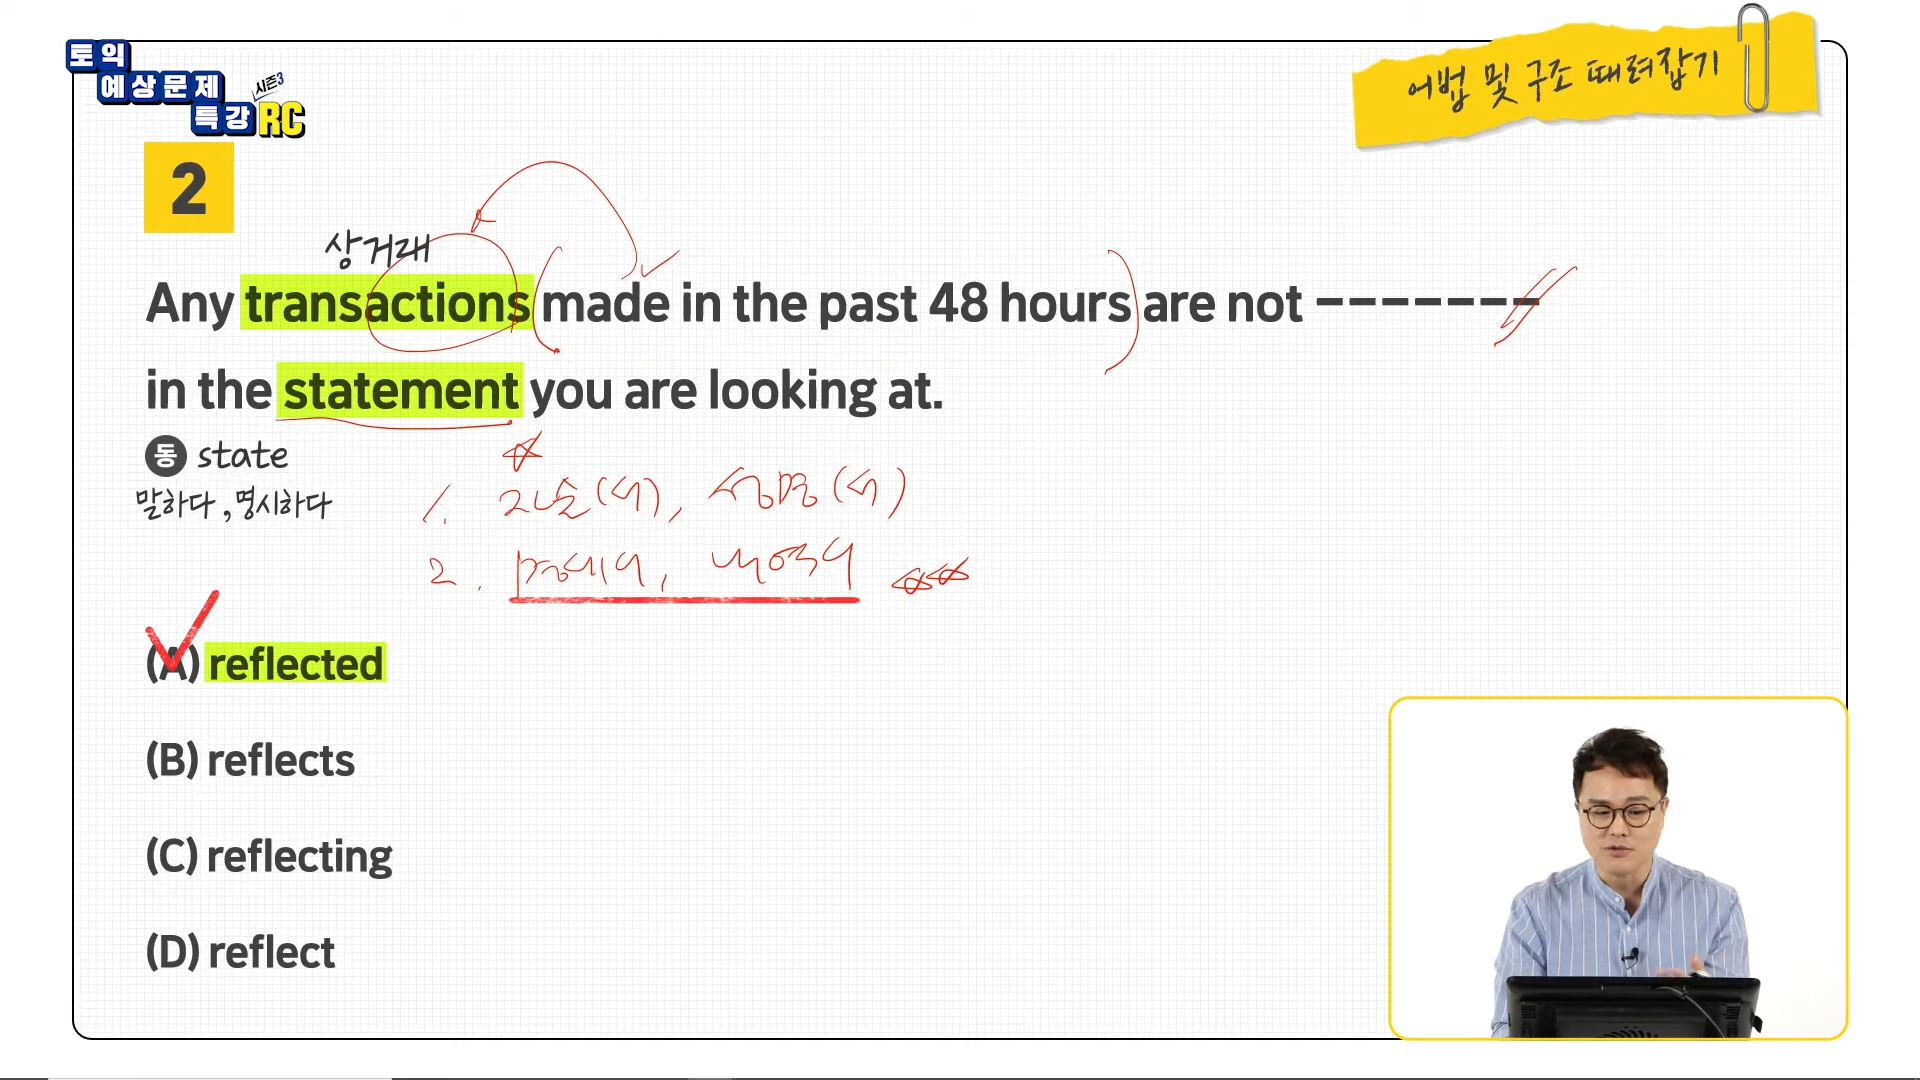 토익
예상문제
시즌3
특강 RC
어법 및 구조 때려잡기
2
상거래
Any transactions made in the past 48 hours are not -------
in the statement you are looking at.
동 state
말하다, 명시하다
1. 진술(서), 성명(서)
2. 명세서, 내역서
(A) reflected
(B) reflects
(C) reflecting
(D) reflect